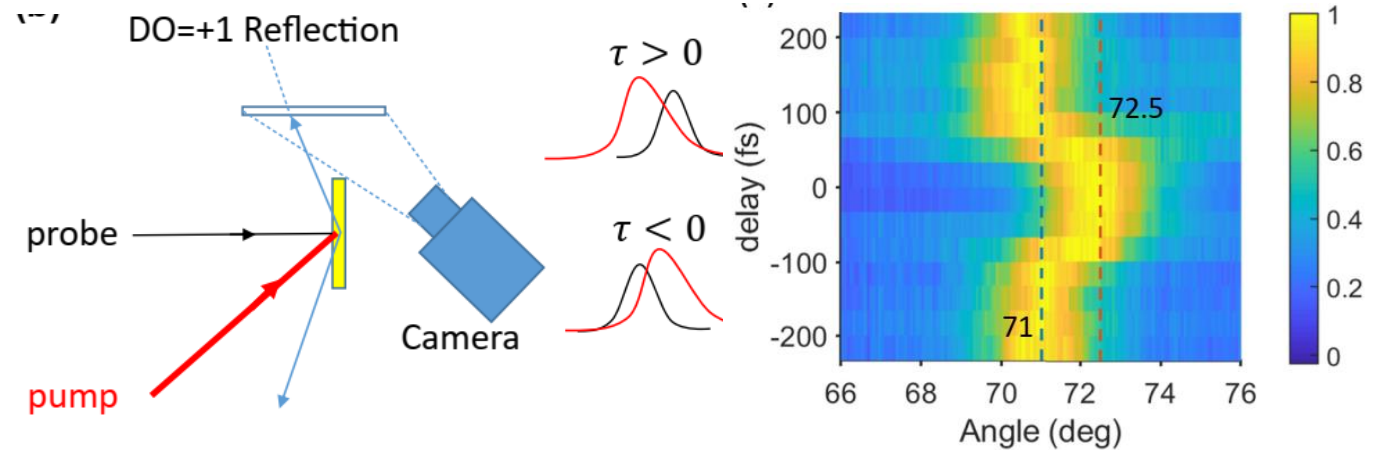 DO=+1 Reflection
probe
pump
Camera
τ > 0
τ < 0
delay (fs)
200
100
0
-100
-200
72.5
71
66 68 70 72 74 76
Angle (deg)
1
0.8
0.6
0.4
0.2
0